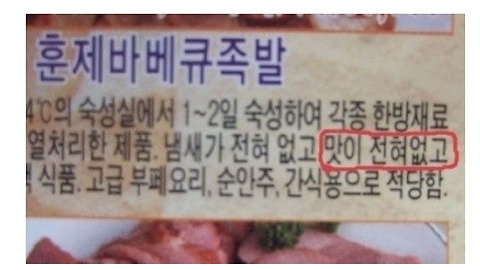 훈제바베큐족발
4℃의 숙성실에서 1~2일 숙성하여 각종 한방재료
열처리한 제품. 냄새가 전혀 없고 맛이 전혀없고
식품. 고급 부페요리, 술안주, 간식용으로 적당함.